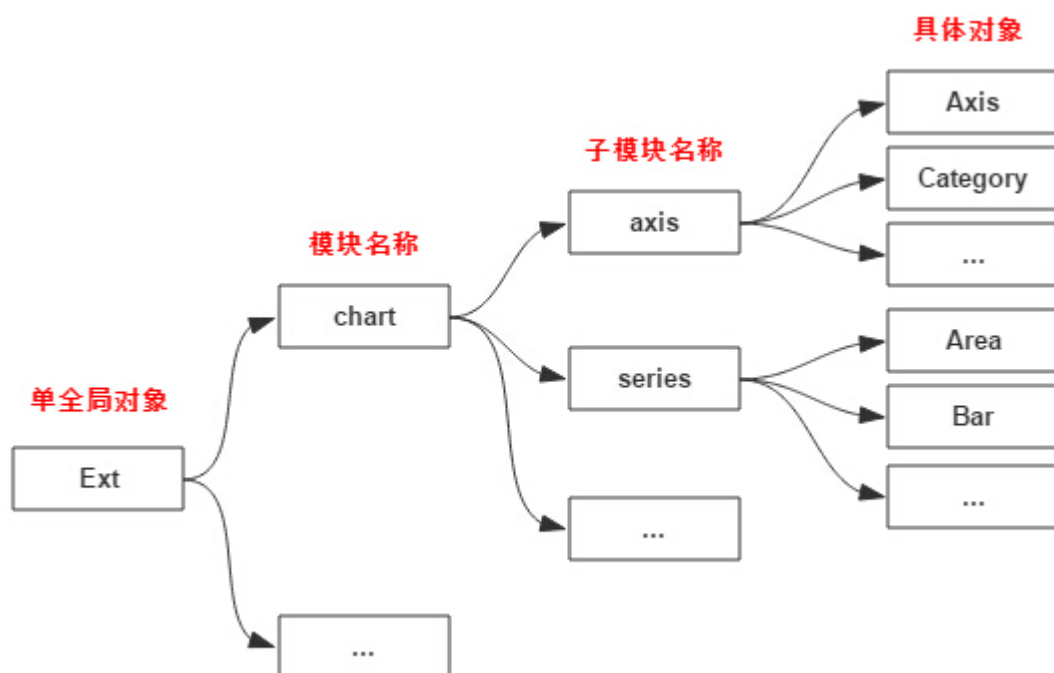 具体对象
Axis
子模块名称
Category
axis
模块名称
...
chart
Area
series
单全局对象
Bar
Ext
...
...
...